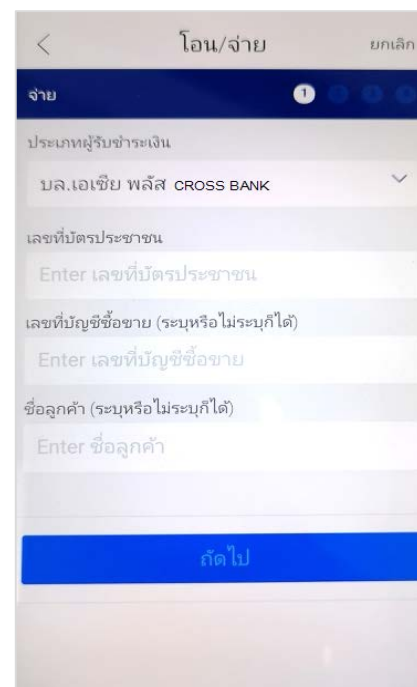 โอน/จ่าย ยกเลิก
จ่าย 1
ประเภทผู้รับชำระเงิน
บล.เอเซีย พลัส CROSS BANK
เลขที่บัตรประชาชน
Enter เลขที่บัตรประชาชน
เลขที่บัญชีซื้อขาย (ระบุหรือไม่ระบุก็ได้)
Enter เลขที่บัญชีซื้อขาย
ชื่อลูกค้า (ระบุหรือไม่ระบุก็ได้)
Enter ชื่อลูกค้า
ถัดไป